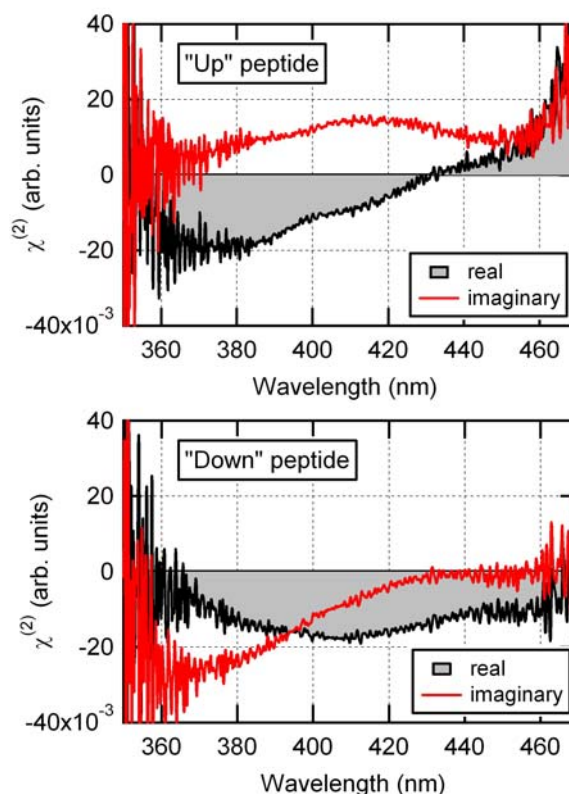 40
"Up" peptide
20
0
-20
-40x10⁻³
χ⁽²⁾ (arb. units)
real
imaginary
360 380 400 420 440 460
Wavelength (nm)
40
"Down" peptide
20
0
-20
-40x10⁻³
χ⁽²⁾ (arb. units)
real
imaginary
360 380 400 420 440 460
Wavelength (nm)